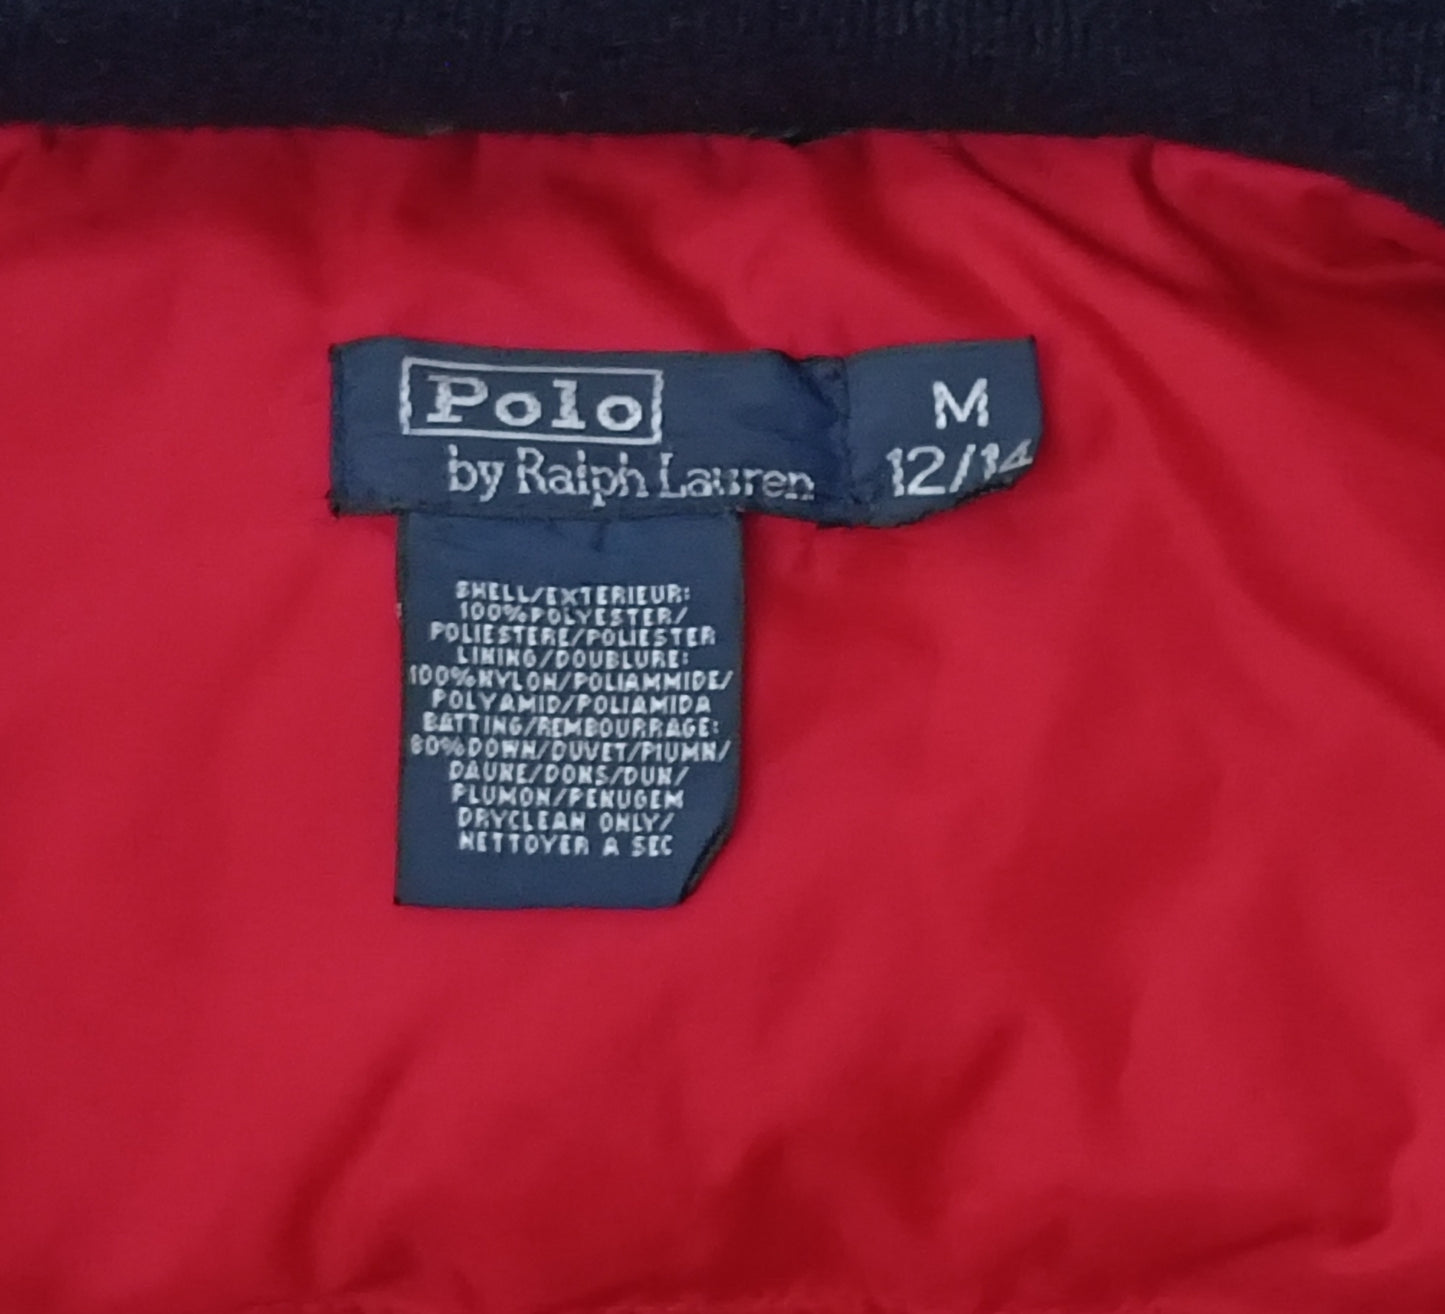 Polo
by Ralph Lauren
M
12/14
SHELL/EXTERIEUR:
100%POLYESTER/
POLIESTERE/POLIESTER
LINING/DOUBLURE:
100%NYLON/POLIAMMIDE/
POLYAMID/POLIAMIDA
BATTING/REMBOURRAGE:
80%DOWN/DUVET/PIUMN/
DAUNE/DONS/DUN/
PLUMON/PENUGEM
DRYCLEAN ONLY/
NETTOYER A SEC